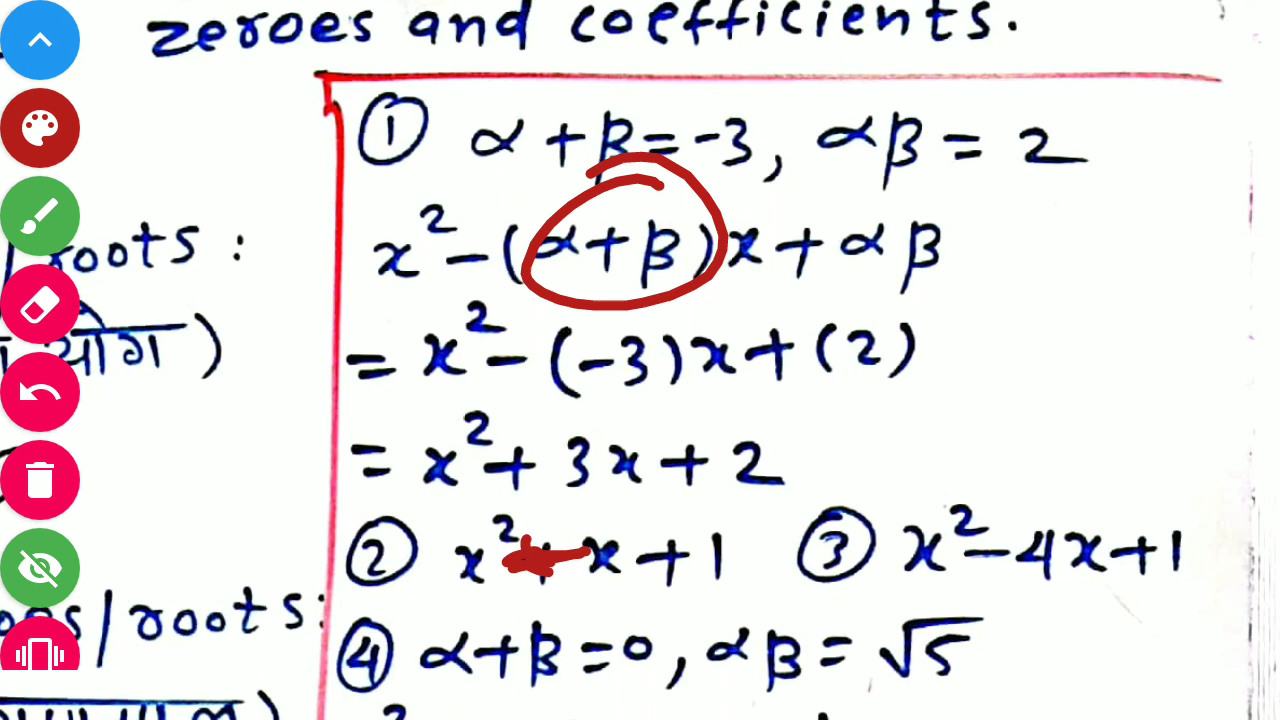 zeroes and coefficients.
① α + β = -3, αβ = 2
x² - (α + β)x + αβ
/roots :
= x² - (-3)x + (2)
योग)
= x² + 3x + 2
② x² - x + 1 ③ x² - 4x + 1
/roots :
④ α + β = 0, αβ = √5